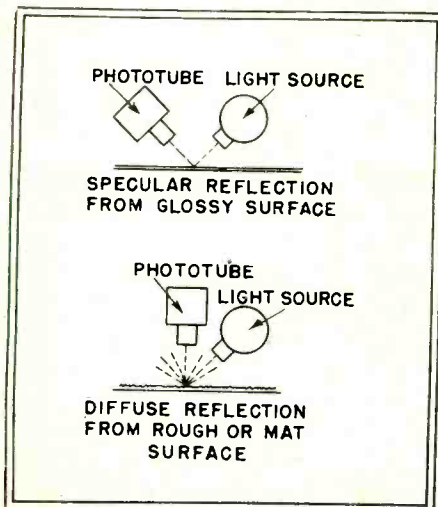 PHOTOTUBE LIGHT SOURCE
SPECULAR REFLECTION
FROM GLOSSY SURFACE
PHOTOTUBE
LIGHT SOURCE
DIFFUSE REFLECTION
FROM ROUGH OR MAT
SURFACE